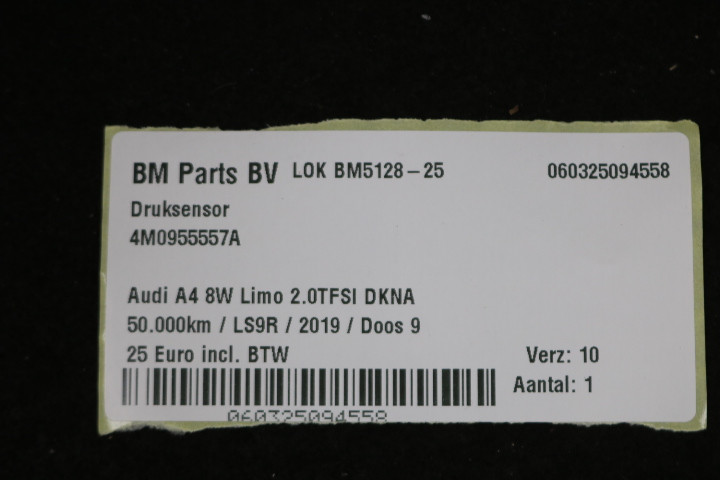 BM Parts BV LOK BM5128-25 060325094558
Druksensor
4M0955557A
Audi A4 8W Limo 2.0TFSI DKNA
50.000km / LS9R / 2019 / Doos 9
25 Euro incl. BTW Verz: 10
Aantal: 1
060325094558